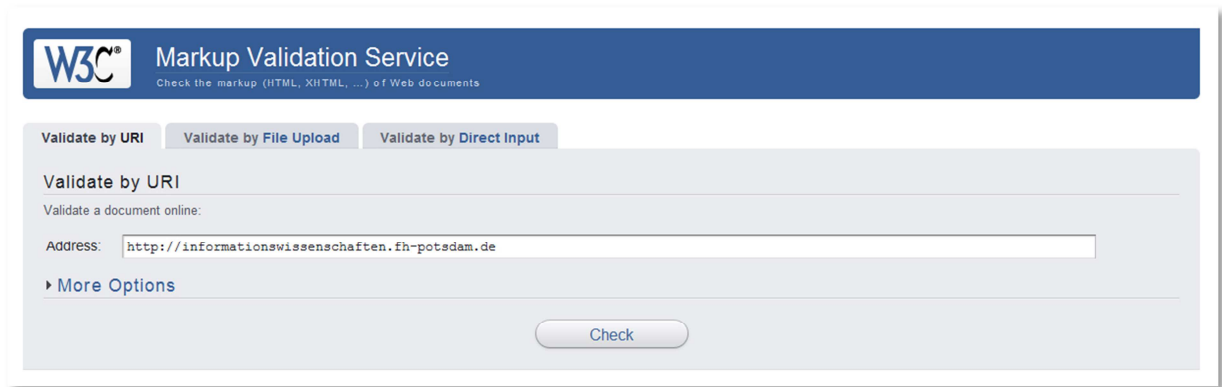 W3C®
Markup Validation Service
Check the markup (HTML, XHTML, ...) of Web documents
Validate by URI Validate by File Upload Validate by Direct Input
Validate by URI
Validate a document online:
Address: http://informationswissenschaften.fh-potsdam.de
More Options
Check